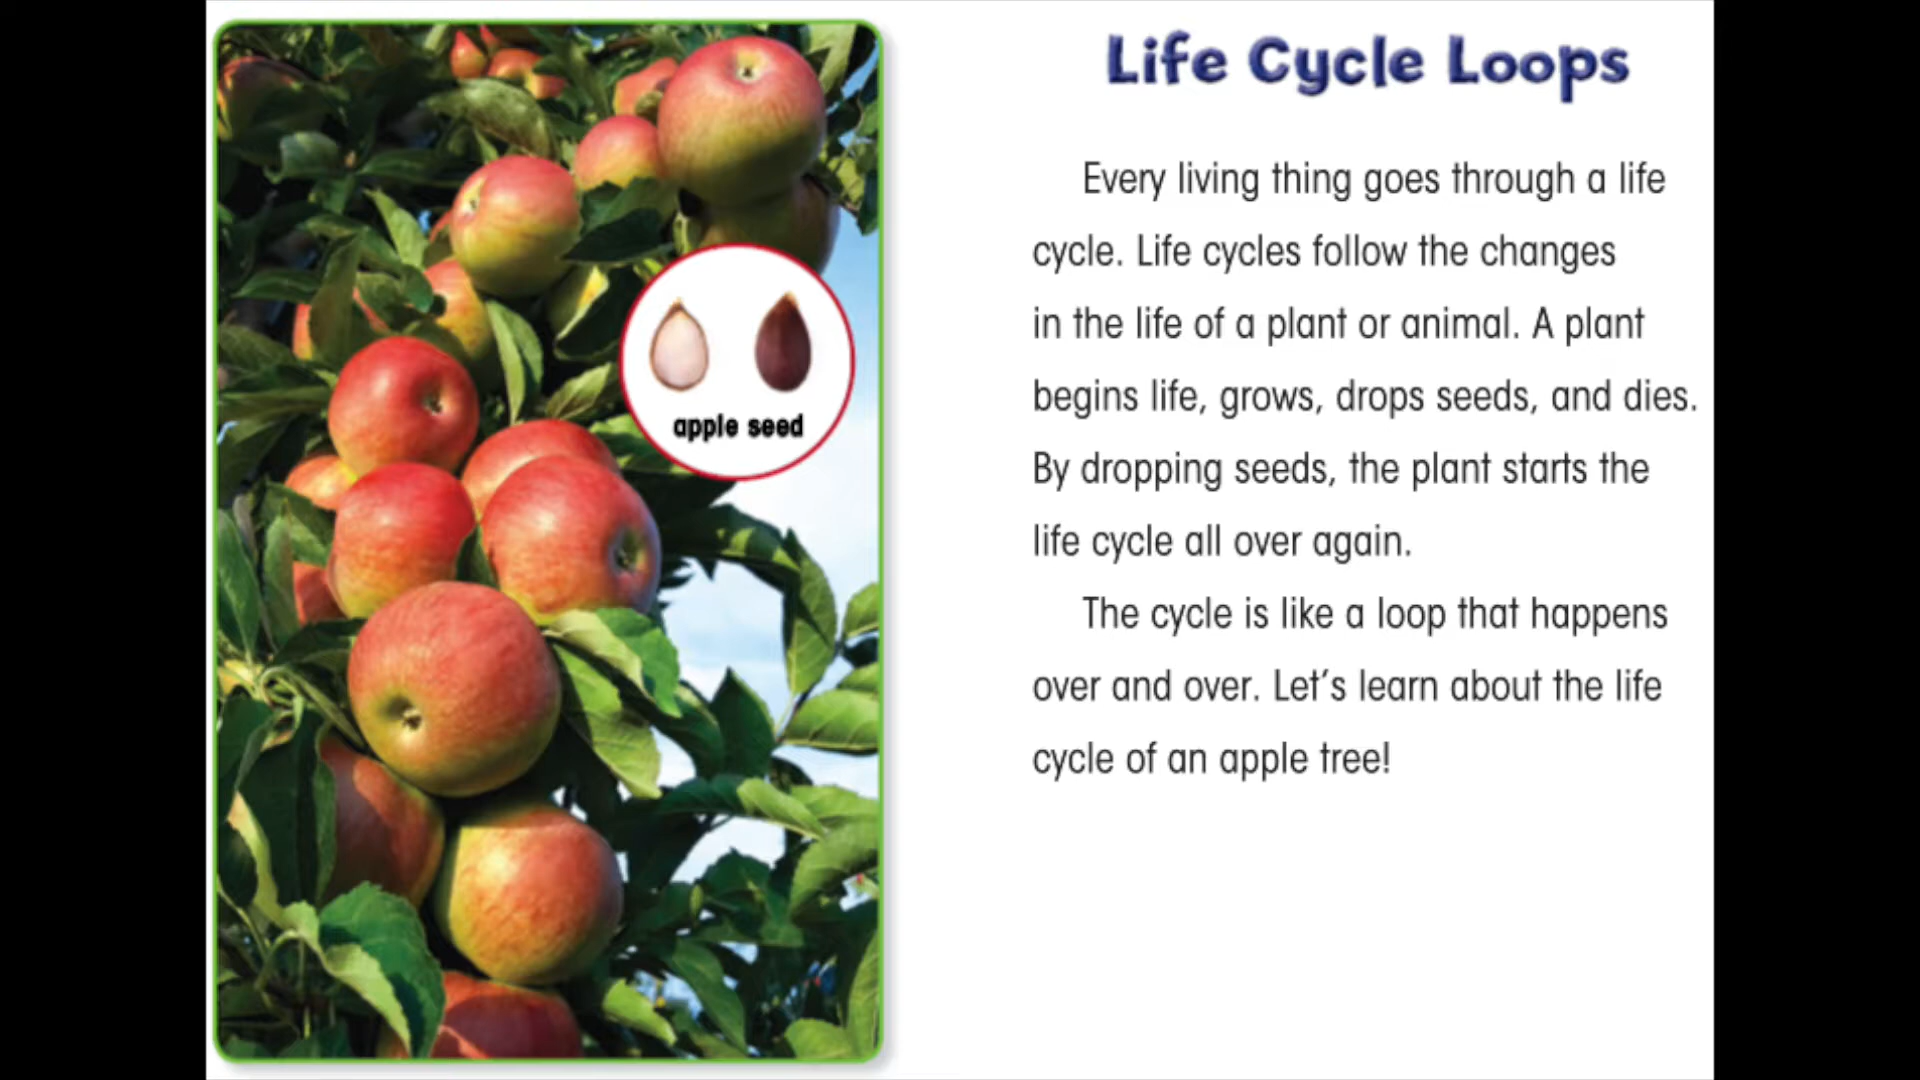 Life Cycle Loops
Every living thing goes through a life
cycle. Life cycles follow the changes
in the life of a plant or animal. A plant
begins life, grows, drops seeds, and dies.
By dropping seeds, the plant starts the
life cycle all over again.
The cycle is like a loop that happens
over and over. Let’s learn about the life
cycle of an apple tree!
apple seed